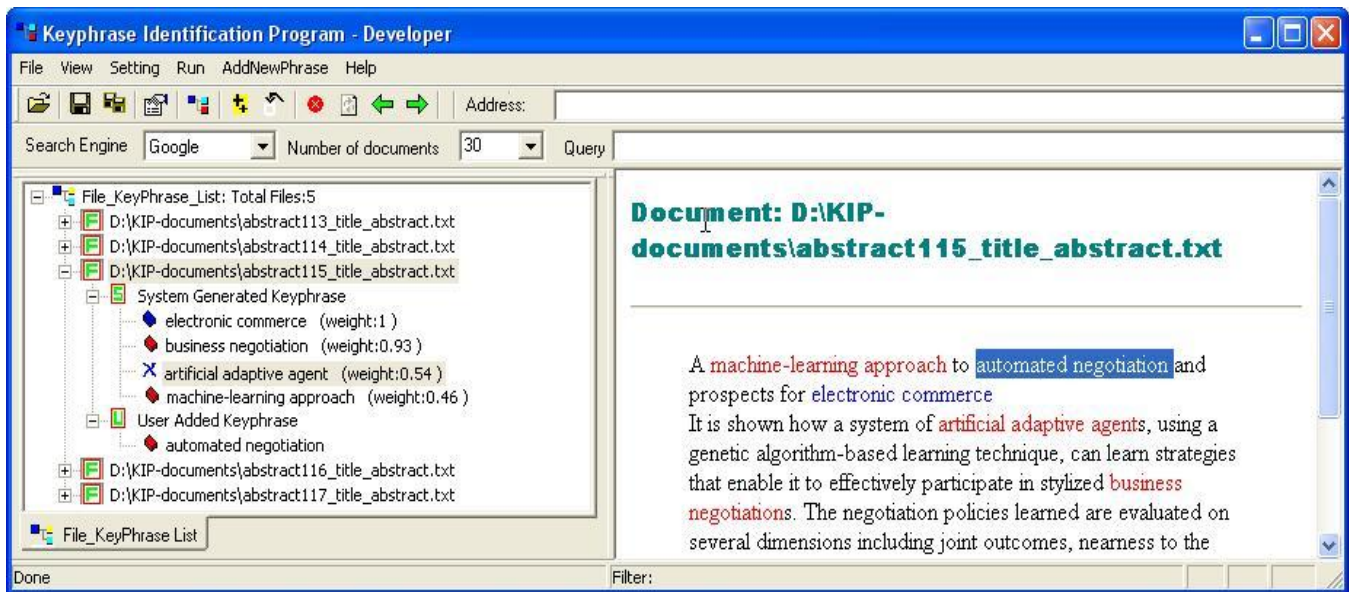 Keyphrase Identification Program - Developer
File View Setting Run AddNewPhrase Help
Address:
Search Engine Google Number of documents 30 Query
File_KeyPhrase_List: Total Files:5
D:\KIP-documents\abstract113_title_abstract.txt
D:\KIP-documents\abstract114_title_abstract.txt
D:\KIP-documents\abstract115_title_abstract.txt
S System Generated Keyphrase
electronic commerce (weight:1 )
business negotiation (weight:0.93 )
artificial adaptive agent (weight:0.54 )
machine-learning approach (weight:0.46 )
U User Added Keyphrase
automated negotiation
D:\KIP-documents\abstract116_title_abstract.txt
D:\KIP-documents\abstract117_title_abstract.txt
File_KeyPhrase List
Document: D:\KIP-
documents\abstract115_title_abstract.txt
A machine-learning approach to automated negotiation and
prospects for electronic commerce
It is shown how a system of artificial adaptive agents, using a
genetic algorithm-based learning technique, can learn strategies
that enable it to effectively participate in stylized business
negotiations. The negotiation policies learned are evaluated on
several dimensions including joint outcomes, nearness to the
Done
Filter: